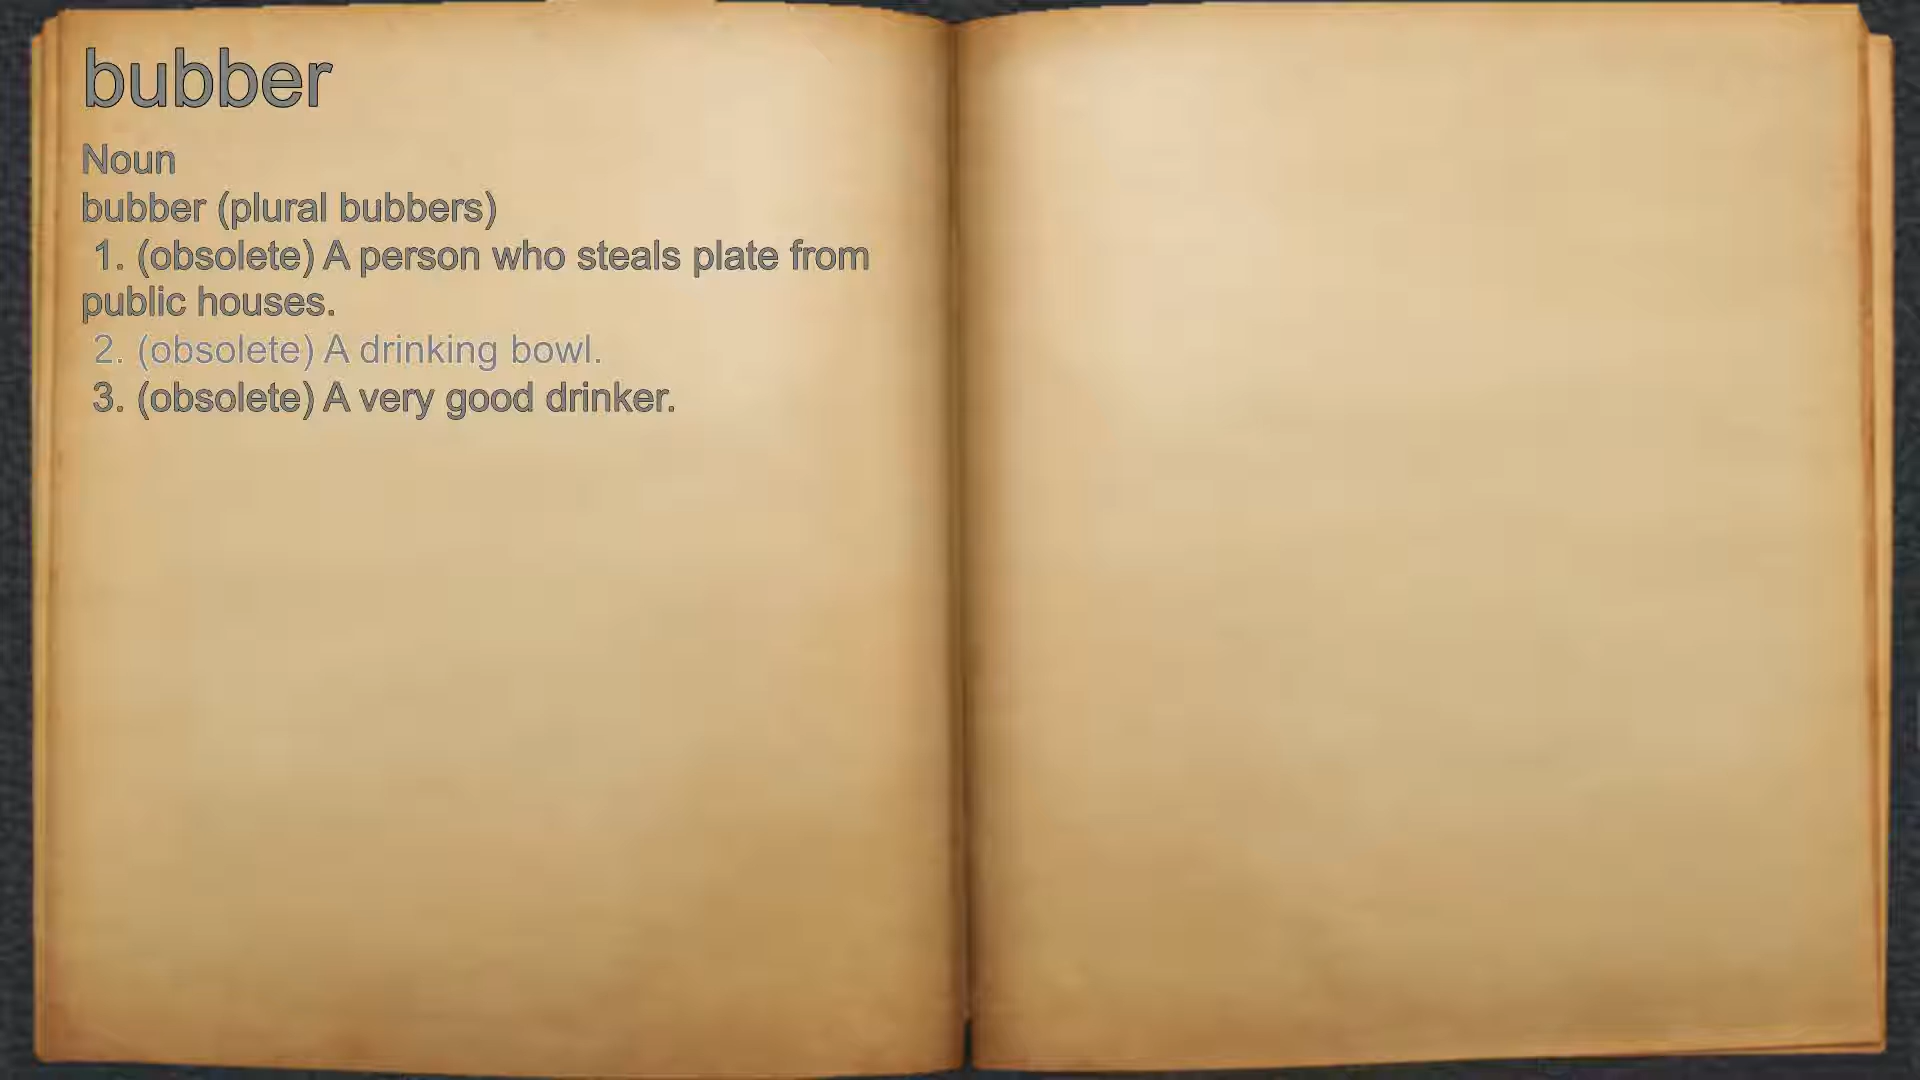 bubber
Noun
bubber (plural bubbers)
1. (obsolete) A person who steals plate from
public houses.
2. (obsolete) A drinking bowl.
3. (obsolete) A very good drinker.